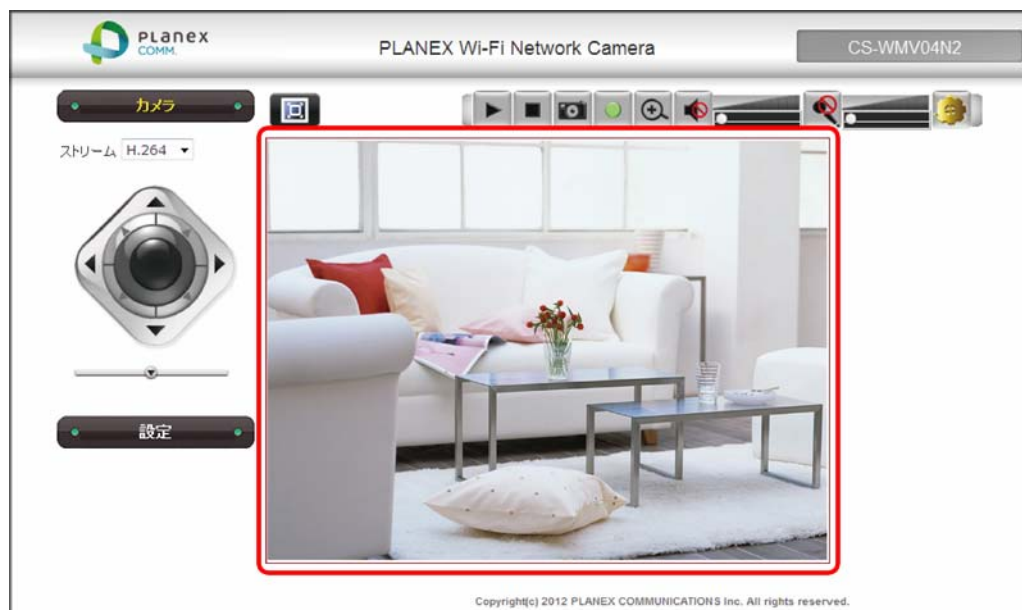 PLANEX
COMM.
PLANEX Wi-Fi Network Camera
CS-WMV04N2
カメラ
ストリーム H.264
設定
Copyright(c) 2012 PLANEX COMMUNICATIONS Inc. All rights reserved.